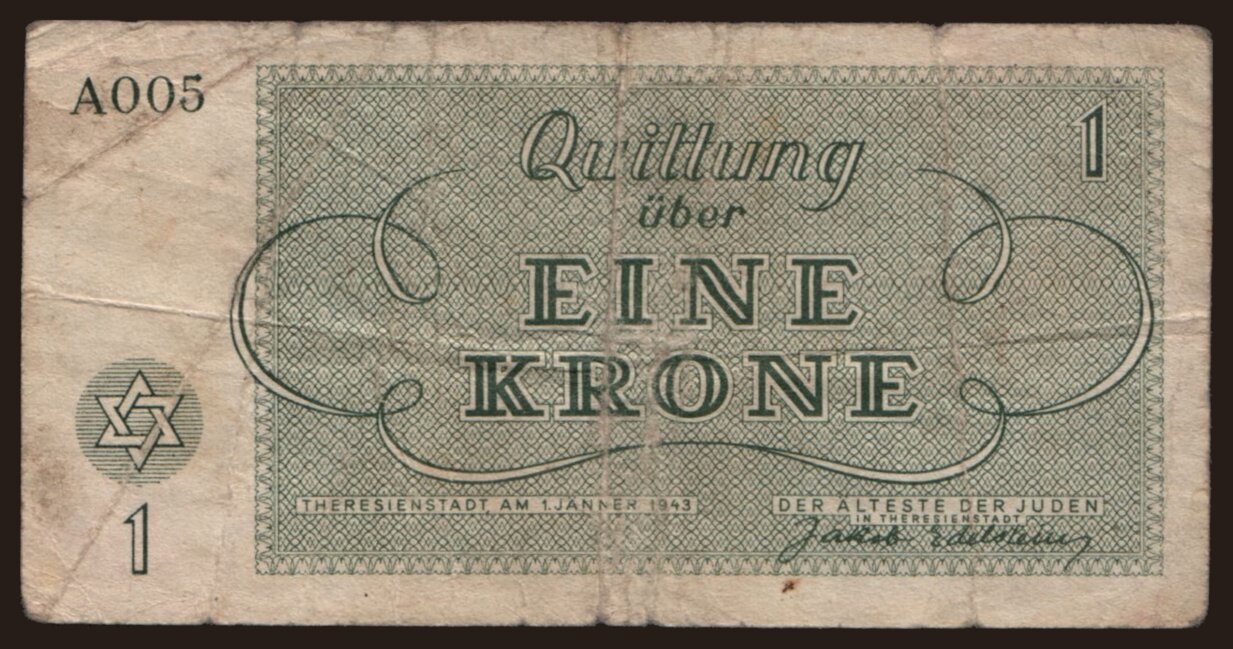 A005
1
Quittung
über
EINE
KRONE
THERESIENSTADT AM 1. JÄNNER 1943
DER ÄLTESTE DER JUDEN
IN THERESIENSTADT
Jakob Edelstein
1